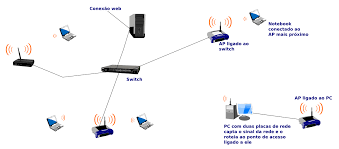 Conexão web
Notebook
conectado ao
AP mais próximo
AP ligado ao
switch
Switch
AP ligado ao PC
PC com duas placas de rede
capta o sinal da rede e o
roteia ao ponto de acesso
ligado a ele